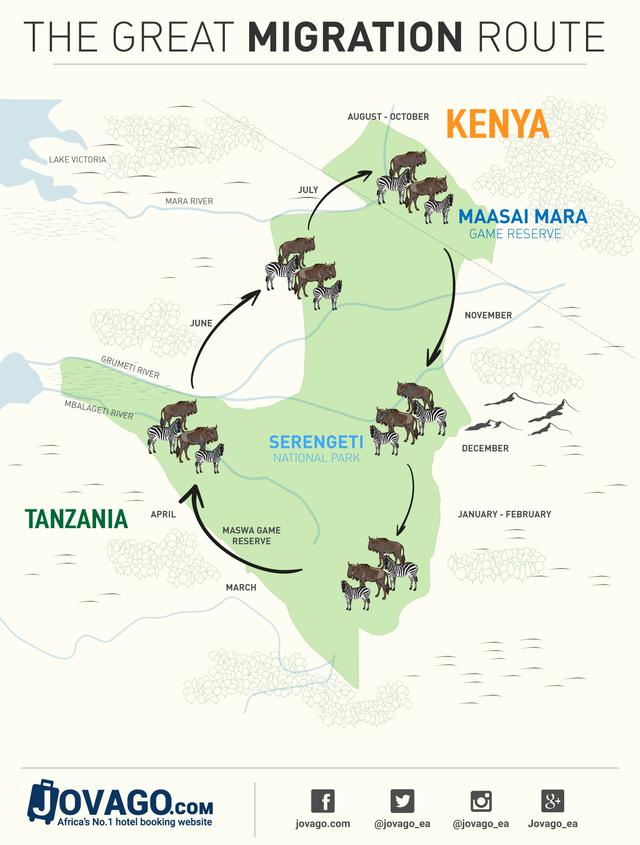 THE GREAT MIGRATION ROUTE
AUGUST - OCTOBER
KENYA
LAKE VICTORIA
JULY
MARA RIVER
MAASAI MARA
GAME RESERVE
NOVEMBER
JUNE
GRUMETI RIVER
MBALAGETI RIVER
SERENGETI
NATIONAL PARK
DECEMBER
TANZANIA
APRIL
JANUARY - FEBRUARY
MASWA GAME
RESERVE
MARCH
JOVAGO.COM
Africa's No.1 hotel booking website
f
g+
jovago.com
@jovago_ea
@jovago_ea
Jovago_ea